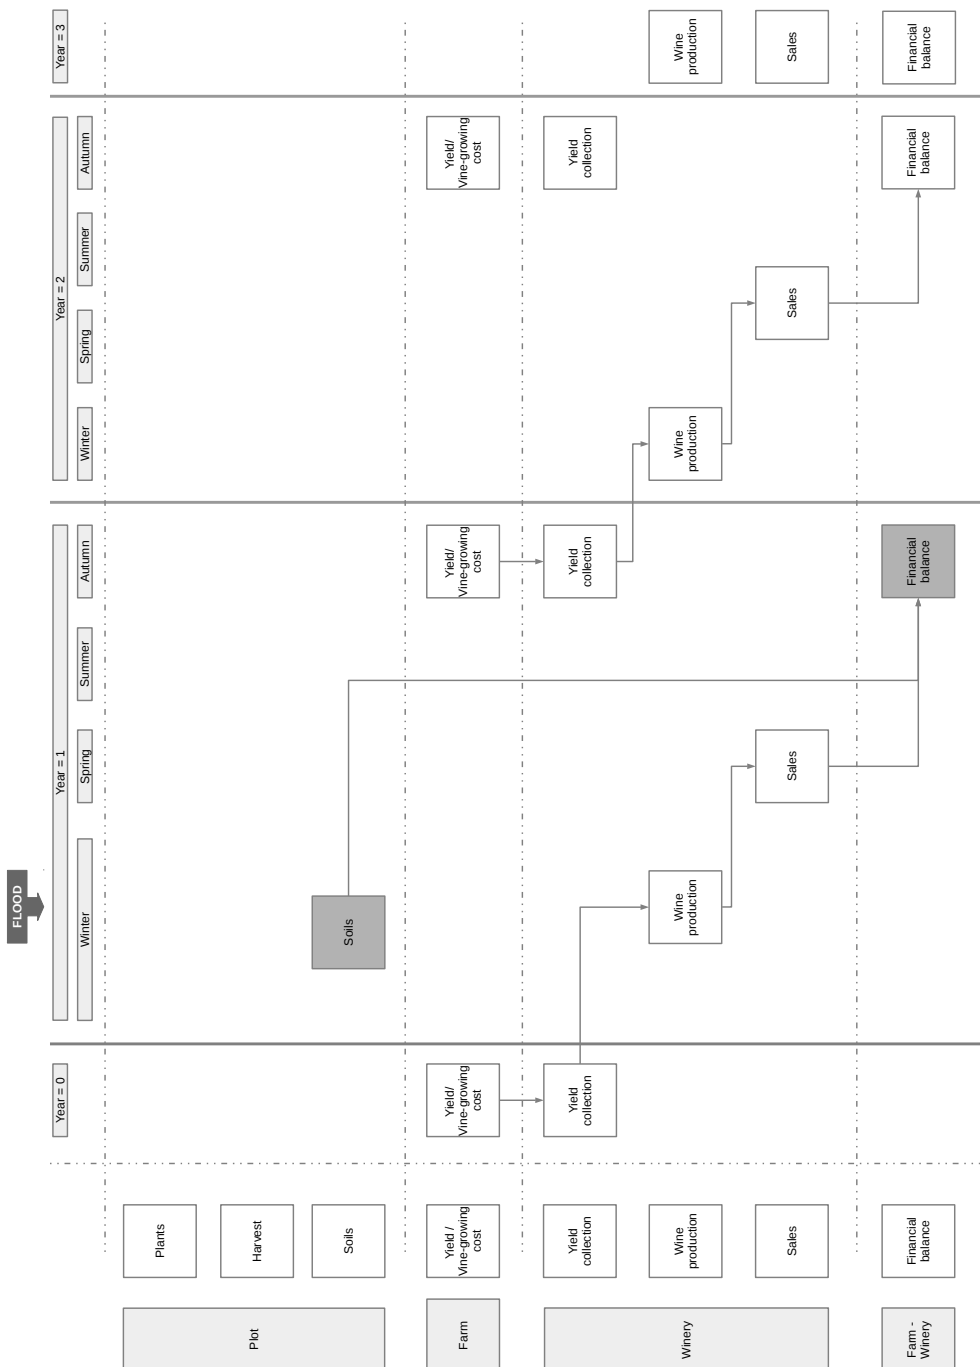 FLOOD
Year = 0
Year = 1
Year = 2
Year = 3
Winter
Spring
Summer
Autumn
Winter
Spring
Summer
Autumn
Plot
Plants
Harvest
Soils
Soils
Farm
Yield /
Vine-growing
cost
Yield/
Vine-growing
cost
Yield/
Vine-growing
cost
Yield/
Vine-growing
cost
Winery
Yield
collection
Yield
collection
Yield
collection
Yield
collection
Wine
production
Wine
production
Wine
production
Wine
production
Sales
Sales
Sales
Sales
Farm -
Winery
Financial
balance
Financial
balance
Financial
balance
Financial
balance